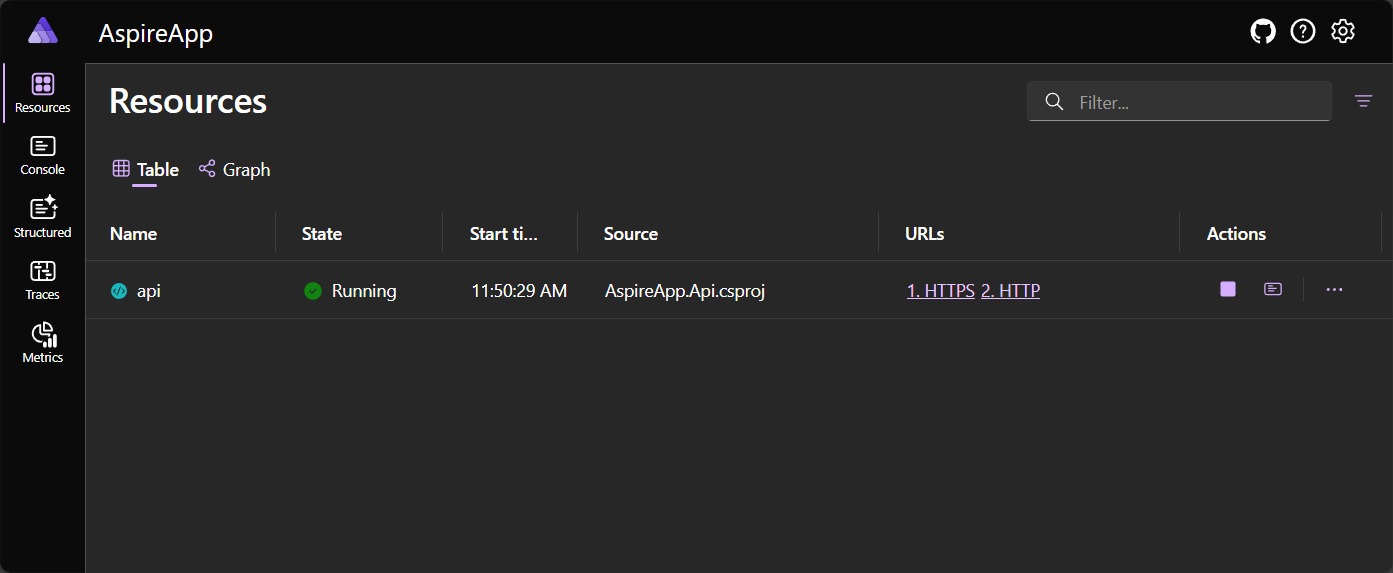 AspireApp
Resources
Resources
Filter...
Console
Table Graph
Structured
Name State Start ti... Source URLs Actions
Traces
api Running 11:50:29 AM AspireApp.Api.csproj 1. HTTPS 2. HTTP
Metrics